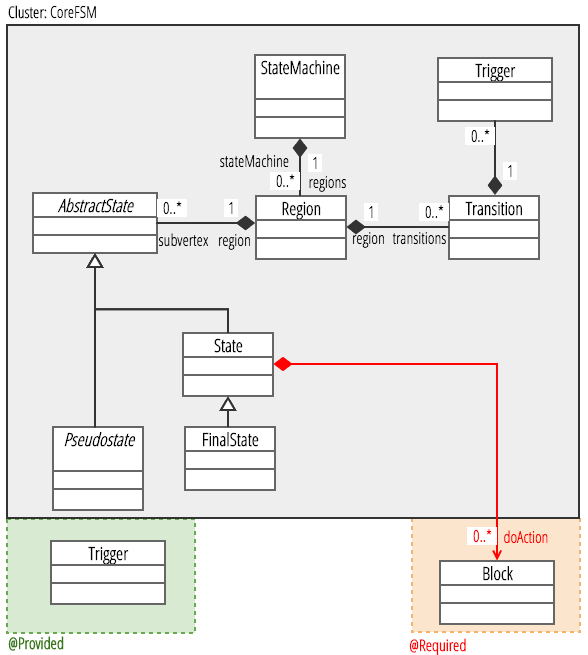 Cluster: CoreFSM
StateMachine
Trigger
0..*
stateMachine
1
1
0..*
regions
AbstractState
0..*
1
Region
1
0..*
Transition
subvertex
region
region
transitions
State
Pseudostate
FinalState
0..*
doAction
Trigger
Block
@Provided
@Required